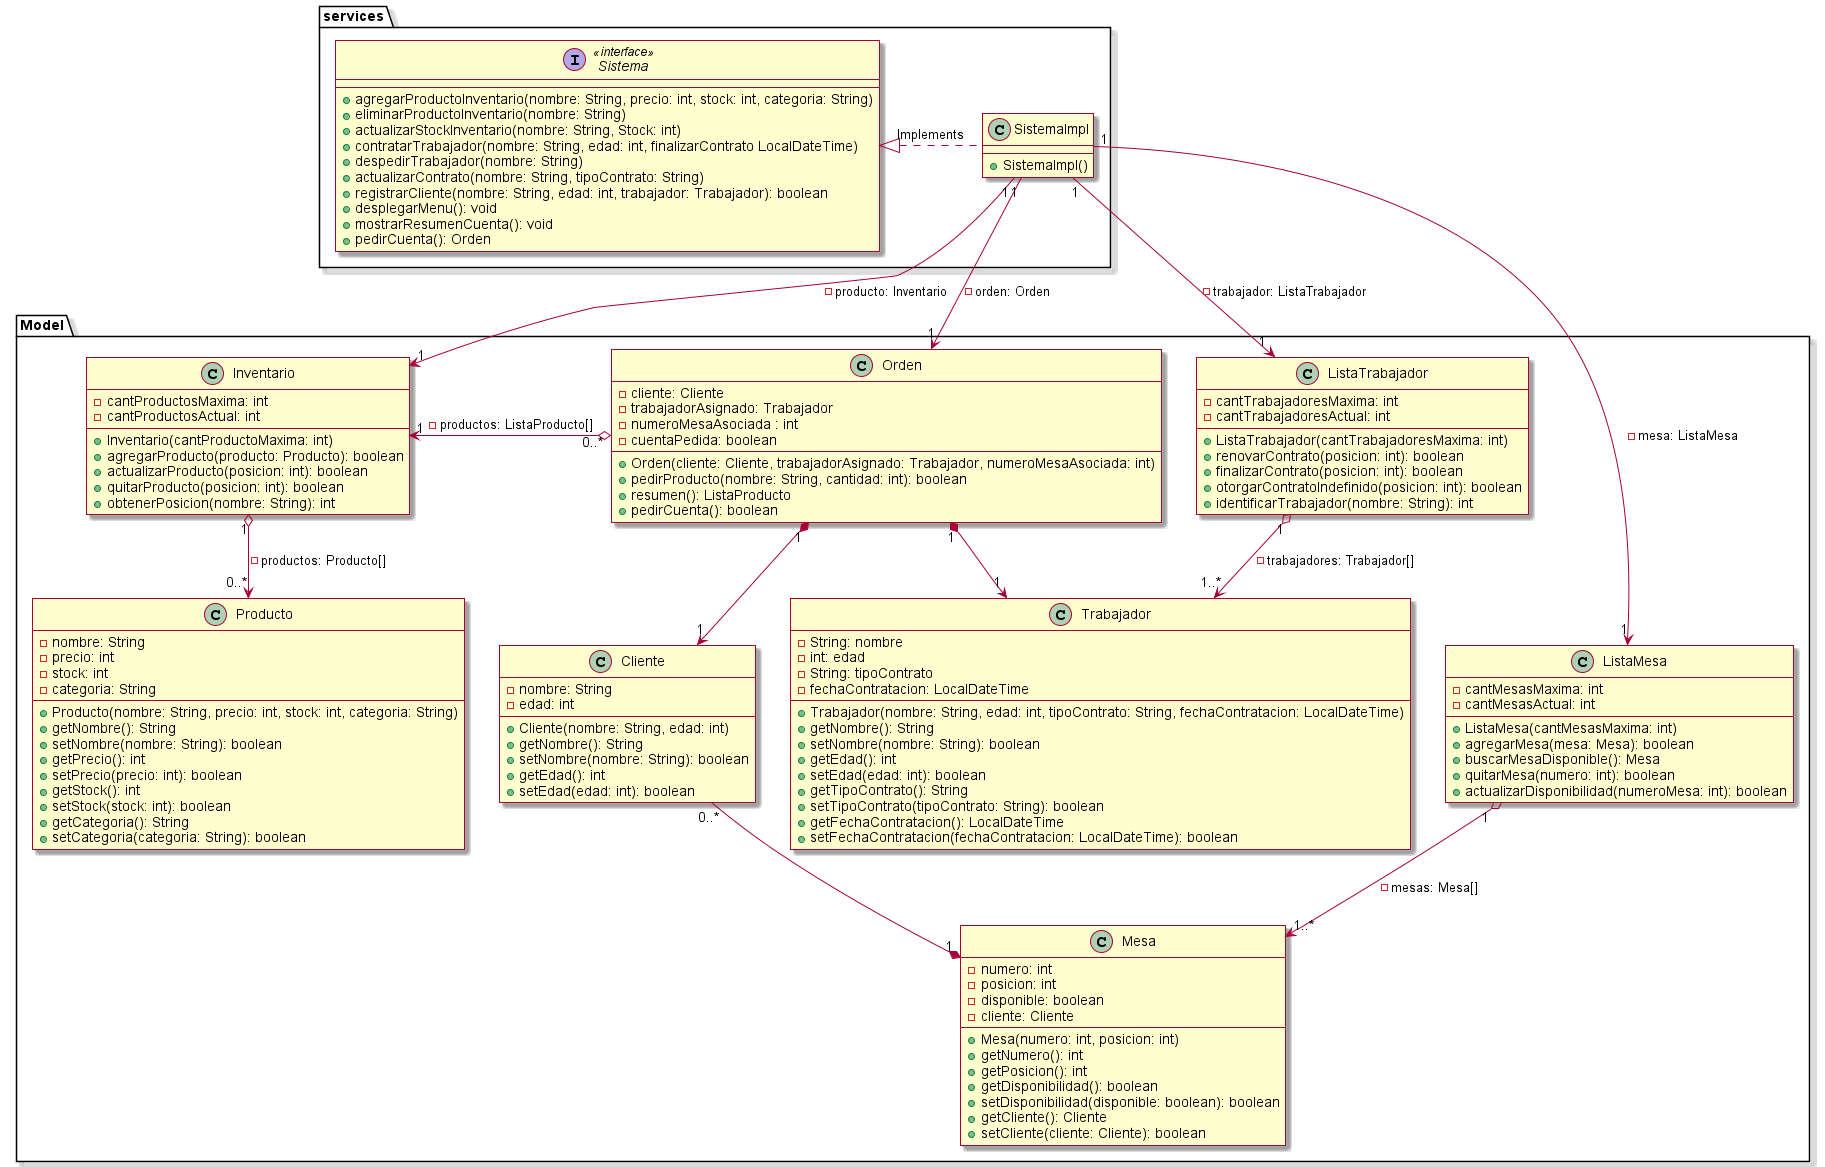 services
I
«interface»
Sistema
agregarProductoInventario(nombre: String, precio: int, stock: int, categoria: String)
eliminarProductoInventario(nombre: String)
actualizarStockInventario(nombre: String, Stock: int)
contratarTrabajador(nombre: String, edad: int, finalizarContrato LocalDateTime)
despedirTrabajador(nombre: String)
actualizarContrato(nombre: String, tipoContrato: String)
registrarCliente(nombre: String, edad: int, trabajador: Trabajador): boolean
desplegarMenu(): void
mostrarResumenCuenta(): void
pedirCuenta(): Orden
Implements
C SistemaImpl
SistemaImpl()
1
1
1
1
producto: Inventario
orden: Orden
trabajador: ListaTrabajador
mesa: ListaMesa
Model
1
1
1
1
C Inventario
cantProductosMaxima: int
cantProductosActual: int
Inventario(cantProductoMaxima: int)
agregarProducto(producto: Producto): boolean
actualizarProducto(posicion: int): boolean
quitarProducto(posicion: int): boolean
obtenerPosicion(nombre: String): int
1
productos: ListaProducto[]
0..*
C Orden
cliente: Cliente
trabajadorAsignado: Trabajador
numeroMesaAsociada : int
cuentaPedida: boolean
Orden(cliente: Cliente, trabajadorAsignado: Trabajador, numeroMesaAsociada: int)
pedirProducto(nombre: String, cantidad: int): boolean
resumen(): ListaProducto
pedirCuenta(): boolean
C ListaTrabajador
cantTrabajadoresMaxima: int
cantTrabajadoresActual: int
ListaTrabajador(cantTrabajadoresMaxima: int)
renovarContrato(posicion: int): boolean
finalizarContrato(posicion: int): boolean
otorgarContratoIndefinido(posicion: int): boolean
identificarTrabajador(nombre: String): int
1
productos: Producto[]
0..*
1
1
1
1
1
trabajadores: Trabajador[]
1..*
C Producto
nombre: String
precio: int
stock: int
categoria: String
Producto(nombre: String, precio: int, stock: int, categoria: String)
getNombre(): String
setNombre(nombre: String): boolean
getPrecio(): int
setPrecio(precio: int): boolean
getStock(): int
setStock(stock: int): boolean
getCategoria(): String
setCategoria(categoria: String): boolean
C Cliente
nombre: String
edad: int
Cliente(nombre: String, edad: int)
getNombre(): String
setNombre(nombre: String): boolean
getEdad(): int
setEdad(edad: int): boolean
C Trabajador
String: nombre
int: edad
String: tipoContrato
fechaContratacion: LocalDateTime
Trabajador(nombre: String, edad: int, tipoContrato: String, fechaContratacion: LocalDateTime)
getNombre(): String
setNombre(nombre: String): boolean
getEdad(): int
setEdad(edad: int): boolean
getTipoContrato(): String
setTipoContrato(tipoContrato: String): boolean
getFechaContratacion(): LocalDateTime
setFechaContratacion(fechaContratacion: LocalDateTime): boolean
C ListaMesa
cantMesasMaxima: int
cantMesasActual: int
ListaMesa(cantMesasMaxima: int)
agregarMesa(mesa: Mesa): boolean
buscarMesaDisponible(): Mesa
quitarMesa(numero: int): boolean
actualizarDisponibilidad(numeroMesa: int): boolean
0..*
1
1
mesas: Mesa[]
1..*
C Mesa
numero: int
posicion: int
disponible: boolean
cliente: Cliente
Mesa(numero: int, posicion: int)
getNumero(): int
getPosicion(): int
getDisponibilidad(): boolean
setDisponibilidad(disponible: boolean): boolean
getCliente(): Cliente
setCliente(cliente: Cliente): boolean